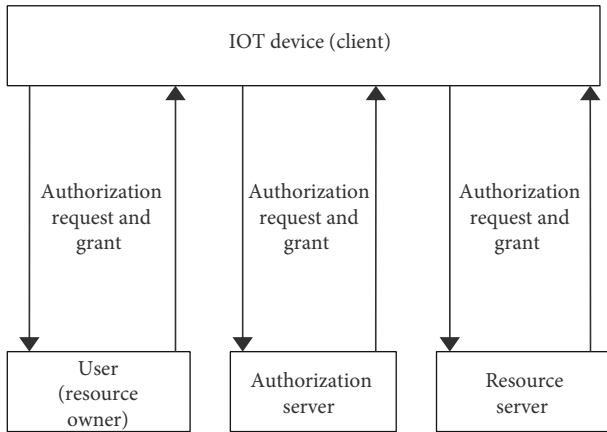 IOT device (client)
Authorization
request and
grant
Authorization
request and
grant
Authorization
request and
grant
User
(resource
owner)
Authorization
server
Resource
server